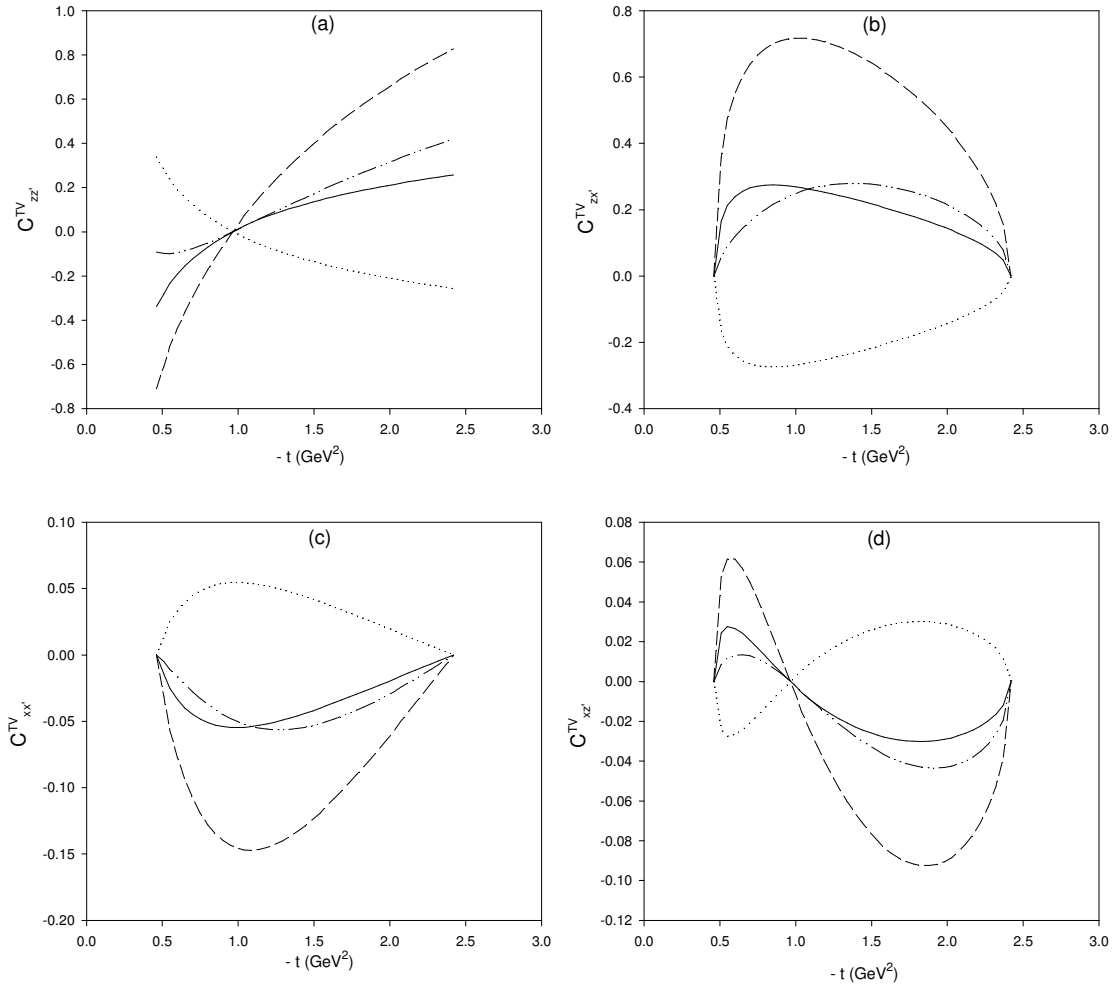 (a)
1.0
0.8
0.6
0.4
0.2
0.0
-0.2
-0.4
-0.6
-0.8
C^TV_zz'
0.0 0.5 1.0 1.5 2.0 2.5 3.0
- t (GeV²)
(b)
0.8
0.6
0.4
0.2
0.0
-0.2
-0.4
C^TV_zx'
0.0 0.5 1.0 1.5 2.0 2.5 3.0
- t (GeV²)
(c)
0.10
0.05
0.00
-0.05
-0.10
-0.15
-0.20
C^TV_xx'
0.0 0.5 1.0 1.5 2.0 2.5 3.0
- t (GeV²)
(d)
0.08
0.06
0.04
0.02
0.00
-0.02
-0.04
-0.06
-0.08
-0.10
-0.12
C^TV_xz'
0.0 0.5 1.0 1.5 2.0 2.5 3.0
- t (GeV²)